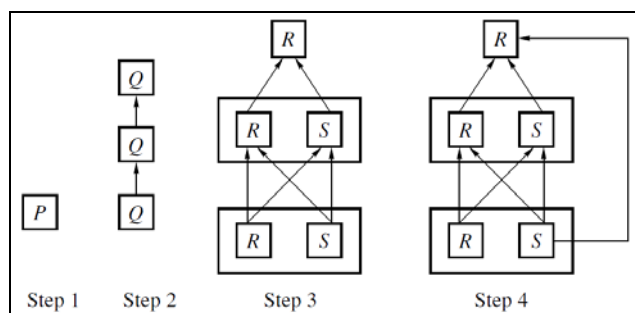 R R
Q
R S R S
Q
P Q R S R S
Step 1 Step 2 Step 3 Step 4